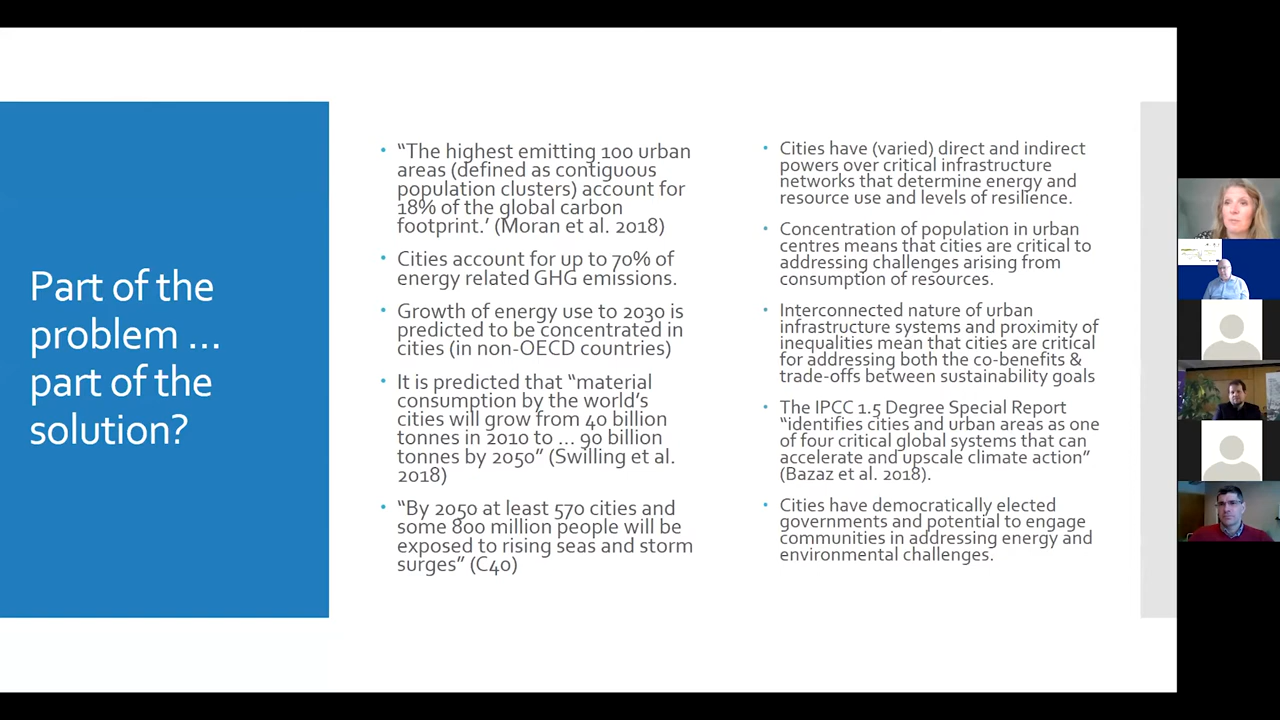 Part of the
problem ...
part of the
solution?
“The highest emitting 100 urban
areas (defined as contiguous
population clusters) account for
18% of the global carbon
footprint.’ (Moran et al. 2018)
Cities account for up to 70% of
energy related GHG emissions.
Growth of energy use to 2030 is
predicted to be concentrated in
cities (in non-OECD countries)
It is predicted that “material
consumption by the world’s
cities will grow from 40 billion
tonnes in 2010 to ... 90 billion
tonnes by 2050” (Swilling et al.
2018)
“By 2050 at least 570 cities and
some 800 million people will be
exposed to rising seas and storm
surges” (C40)
Cities have (varied) direct and indirect
powers over critical infrastructure
networks that determine energy and
resource use and levels of resilience.
Concentration of population in urban
centres means that cities are critical to
addressing challenges arising from
consumption of resources.
Interconnected nature of urban
infrastructure systems and proximity of
inequalities mean that cities are critical
for addressing both the co-benefits &
trade-offs between sustainability goals
The IPCC 1.5 Degree Special Report
“identifies cities and urban areas as one
of four critical global systems that can
accelerate and upscale climate action”
(Bazaz et al. 2018).
Cities have democratically elected
governments and potential to engage
communities in addressing energy and
environmental challenges.